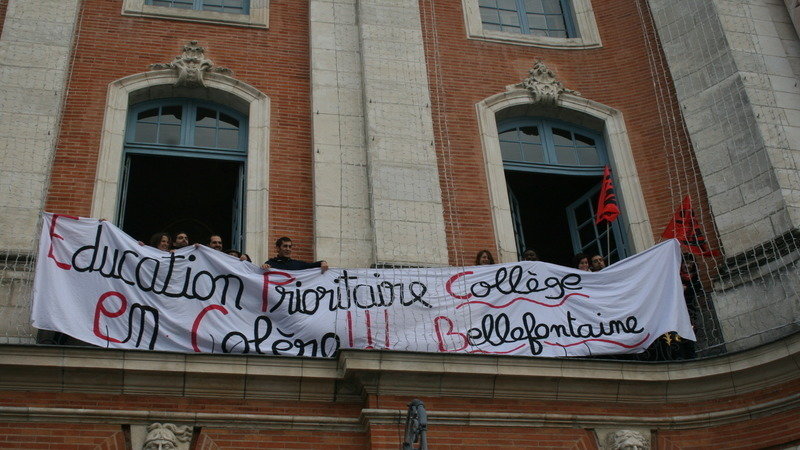 Education Prioritaire Collège
en Colère!!! Bellefontaine